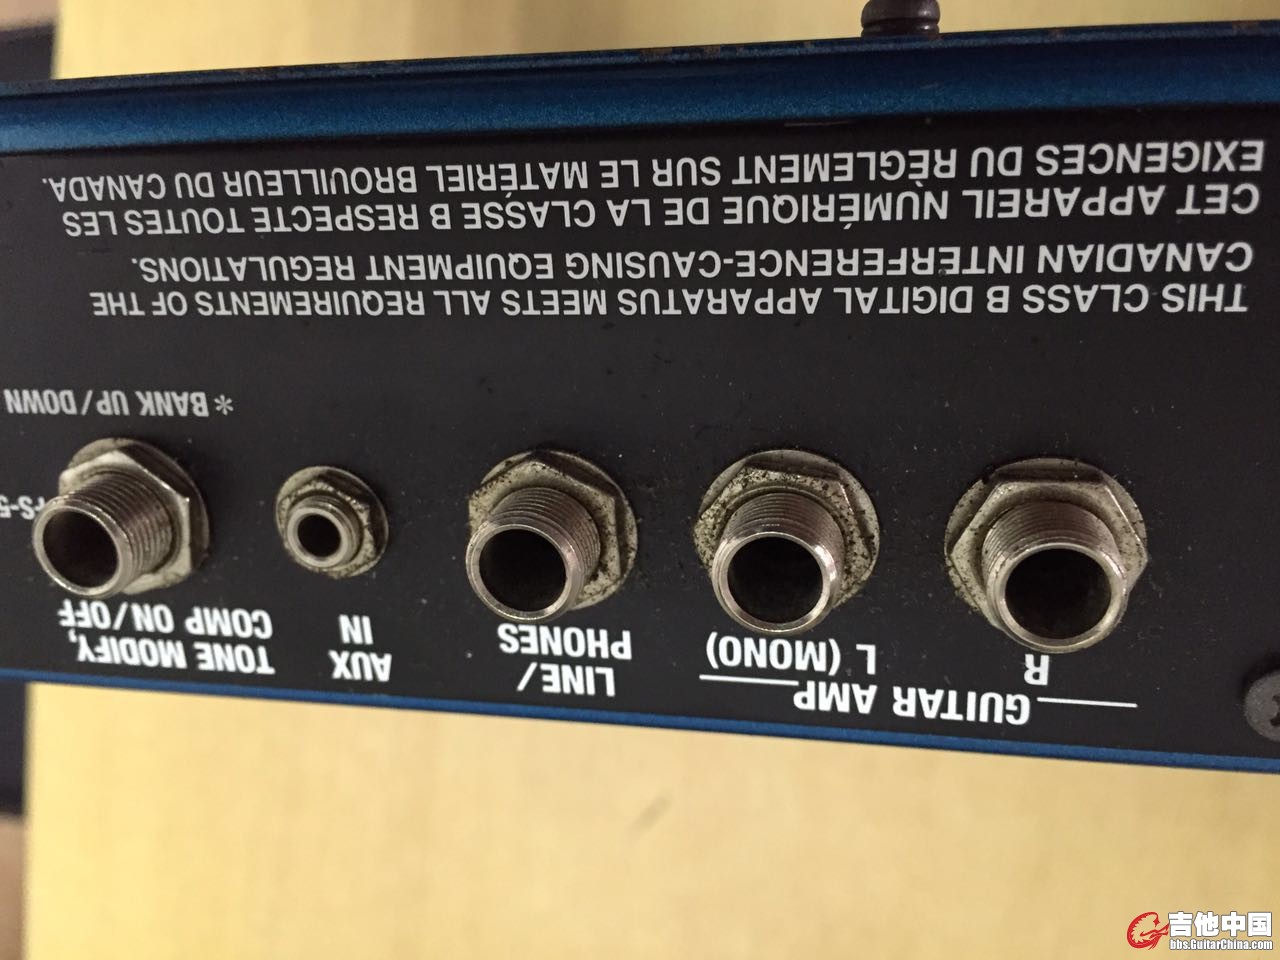 GUITAR AMP
R
L (MONO)
LINE/
PHONES
AUX
IN
TONE MODIFY,
COMP ON/OFF
FS-5
*BANK UP/DOWN
THIS CLASS B DIGITAL APPARATUS MEETS ALL REQUIREMENTS OF THE
CANADIAN INTERFERENCE-CAUSING EQUIPMENT REGULATIONS.
CET APPAREIL NUMÉRIQUE DE LA CLASSE B RESPECTE TOUTES LES
EXIGENCES DU RÈGLEMENT SUR LE MATÉRIEL BROUILLEUR DU CANADA.
吉他中国
bbs.GuitarChina.com